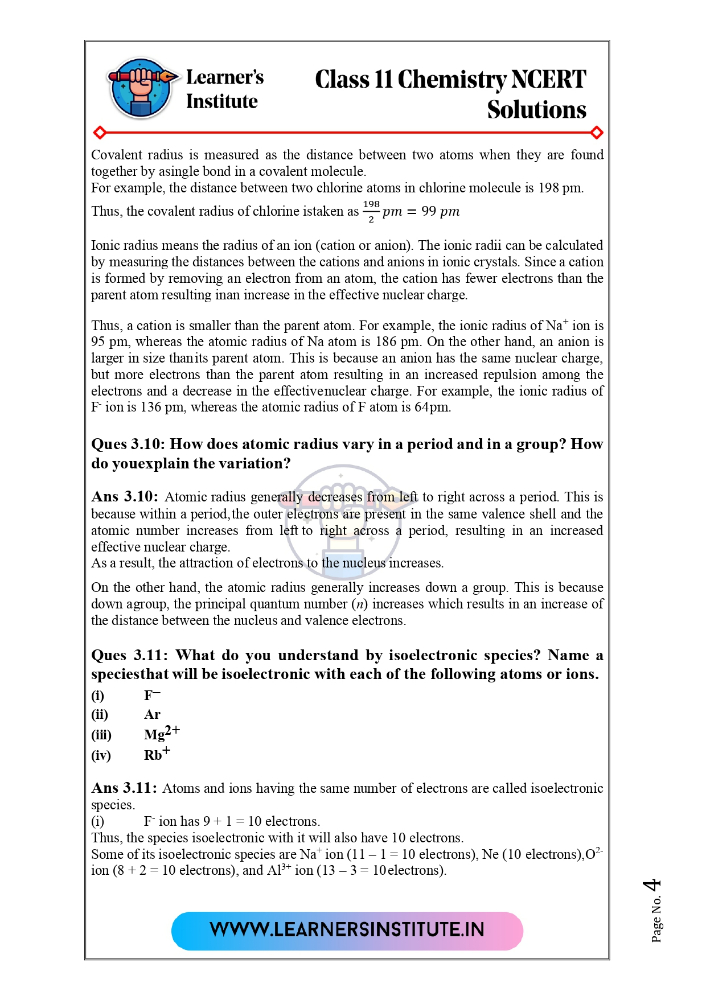 Learner's
Institute
Class 11 Chemistry NCERT
Solutions
Covalent radius is measured as the distance between two atoms when they are found
together by asingle bond in a covalent molecule.
For example, the distance between two chlorine atoms in chlorine molecule is 198 pm.
Thus, the covalent radius of chlorine istaken as 198/2 pm = 99 pm
Ionic radius means the radius of an ion (cation or anion). The ionic radii can be calculated
by measuring the distances between the cations and anions in ionic crystals. Since a cation
is formed by removing an electron from an atom, the cation has fewer electrons than the
parent atom resulting inan increase in the effective nuclear charge.
Thus, a cation is smaller than the parent atom. For example, the ionic radius of Na⁺ ion is
95 pm, whereas the atomic radius of Na atom is 186 pm. On the other hand, an anion is
larger in size thanits parent atom. This is because an anion has the same nuclear charge,
but more electrons than the parent atom resulting in an increased repulsion among the
electrons and a decrease in the effectivenuclear charge. For example, the ionic radius of
F⁻ ion is 136 pm, whereas the atomic radius of F atom is 64pm.
Ques 3.10: How does atomic radius vary in a period and in a group? How
do youexplain the variation?
Ans 3.10: Atomic radius generally decreases from left to right across a period. This is
because within a period,the outer electrons are present in the same valence shell and the
atomic number increases from left to right across a period, resulting in an increased
effective nuclear charge.
As a result, the attraction of electrons to the nucleus increases.
On the other hand, the atomic radius generally increases down a group. This is because
down agroup, the principal quantum number (n) increases which results in an increase of
the distance between the nucleus and valence electrons.
Ques 3.11: What do you understand by isoelectronic species? Name a
speciesthat will be isoelectronic with each of the following atoms or ions.
(i) F⁻
(ii) Ar
(iii) Mg²⁺
(iv) Rb⁺
Ans 3.11: Atoms and ions having the same number of electrons are called isoelectronic
species.
(i) F⁻ ion has 9 + 1 = 10 electrons.
Thus, the species isoelectronic with it will also have 10 electrons.
Some of its isoelectronic species are Na⁺ ion (11 – 1 = 10 electrons), Ne (10 electrons),O²⁻
ion (8 + 2 = 10 electrons), and Al³⁺ ion (13 – 3 = 10electrons).
WWW.LEARNERSINSTITUTE.IN
Page No. 4